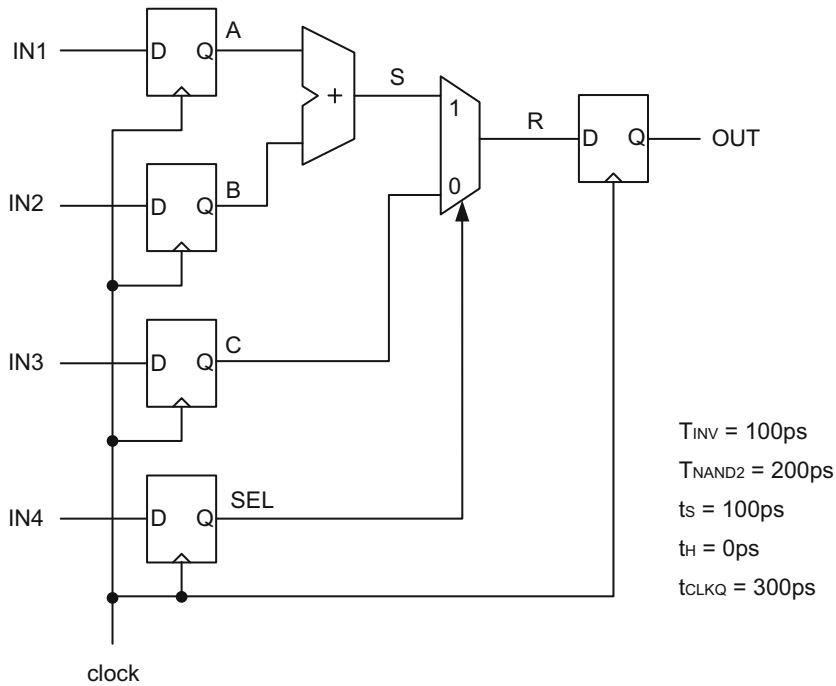 IN1
D
Q
A
+
S
1
0
R
D
Q
OUT
IN2
D
Q
B
IN3
D
Q
C
IN4
D
Q
SEL
clock
TINV = 100ps
TNAND2 = 200ps
tS = 100ps
tH = 0ps
tCLKQ = 300ps